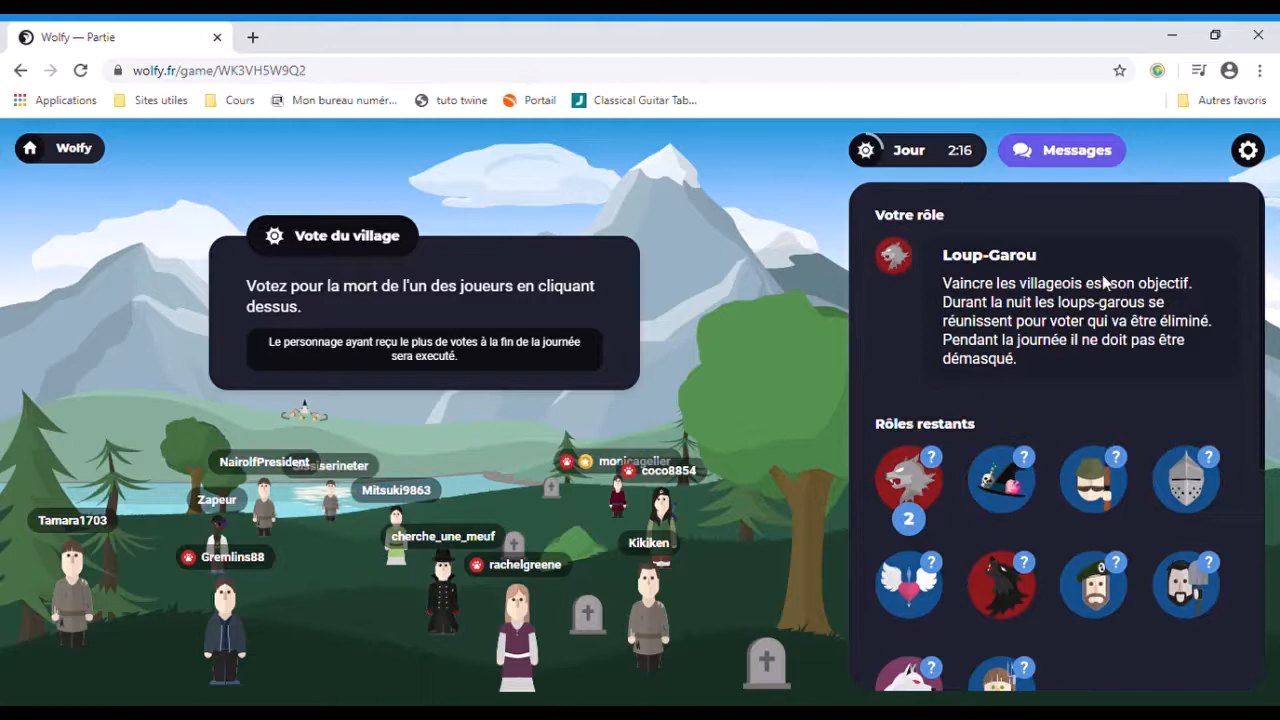 Wolfy — Partie
wolfy.fr/game/WK3VH5W9Q2
Applications
Sites utiles
Cours
Mon bureau numér...
tuto twine
Portail
Classical Guitar Tab...
Autres favoris
Wolfy
Jour 2:16
Messages
Vote du village
Votez pour la mort de l'un des joueurs en cliquant
dessus.
Le personnage ayant reçu le plus de votes à la fin de la journée
sera executé.
Votre rôle
Loup-Garou
Vaincre les villageois est son objectif.
Durant la nuit les loups-garous se
réunissent pour voter qui va être éliminé.
Pendant la journée il ne doit pas être
démasqué.
Rôles restants
?
?
?
?
2
?
?
?
?
?
?
NairolfPresident
Mitsuki9863
Zapeur
Tamara1703
Gremlins88
cherche_une_meuf
rachelgreene
monicageller
coco8854
Kikiken